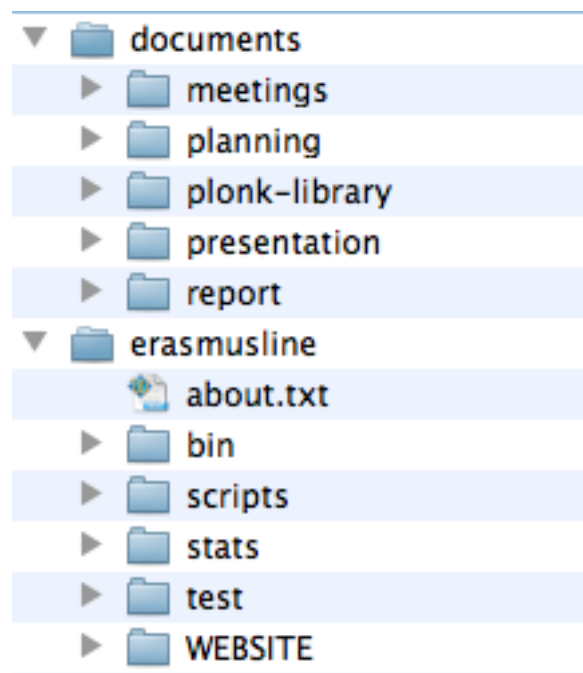 documents
meetings
planning
plonk-library
presentation
report
erasmusline
about.txt
bin
scripts
stats
test
WEBSITE